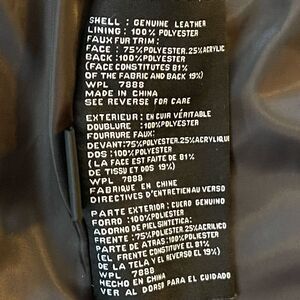 SHELL : GENUINE LEATHER
LINING : 100% POLYESTER
FAUX FUR TRIM :
FACE : 75% POLYESTER. 25% ACRYLIC
BACK : 100% POLYESTER
(FACE CONSTITUTES 81%
OF THE FABRIC AND BACK 19%)
WPL 7888
MADE IN CHINA
SEE REVERSE FOR CARE
EXTERIEUR : EN CUIR VÉRITABLE
DOUBLURE : 100% POLYESTER
FOURRURE FAUX:
DEVANT:75% POLYESTER.25% ACRYLIQUE
DOS : 100% POLYESTER
(LA FACE EST FAITE DE 81%
DE TISSU ET DOS 19%)
WPL 7888
FABRIQUE EN CHINE
DIRECTIVES D'ENTRETIEN AU VERSO
PARTE EXTERIOR : CUERO GENUINO
FORRO : 100% POLIESTER
ADORNO DE PIEL SINTETICA:
FRENTE : 75% POLIESTER. 25% ACRILICO
PARTE DE ATRAS: 100% POLIESTER
(EL FRENTE CONSTITUYE EL 81%
DE LA TELA Y EL REVERSO EL 19%)
WPL 7888
HECHO EN CHINA
VER AL DORSO PARA EL CUIDADO